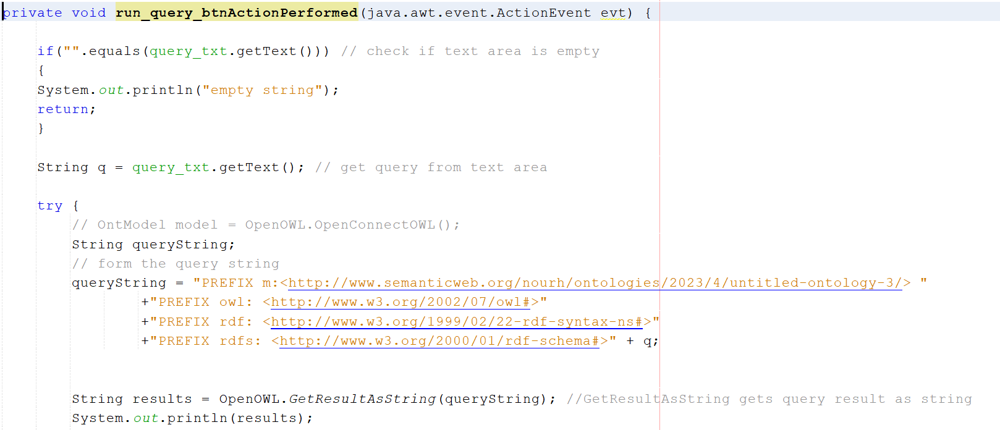 private void run_query_btnActionPerformed(java.awt.event.ActionEvent evt) {
if("".equals(query_txt.getText())) // check if text area is empty
{
System.out.println("empty string");
return;
}
String q = query_txt.getText(); // get query from text area
try {
// OntModel model = OpenOWL.OpenConnectOWL();
String queryString;
// form the query string
queryString = "PREFIX m:<http://www.semanticweb.org/nourh/ontologies/2023/4/untitled-ontology-3/> "
+"PREFIX owl: <http://www.w3.org/2002/07/owl#>"
+"PREFIX rdf: <http://www.w3.org/1999/02/22-rdf-syntax-ns#>"
+"PREFIX rdfs: <http://www.w3.org/2000/01/rdf-schema#>" + q;
String results = OpenOWL.GetResultAsString(queryString); //GetResultAsString gets query result as string
System.out.println(results);